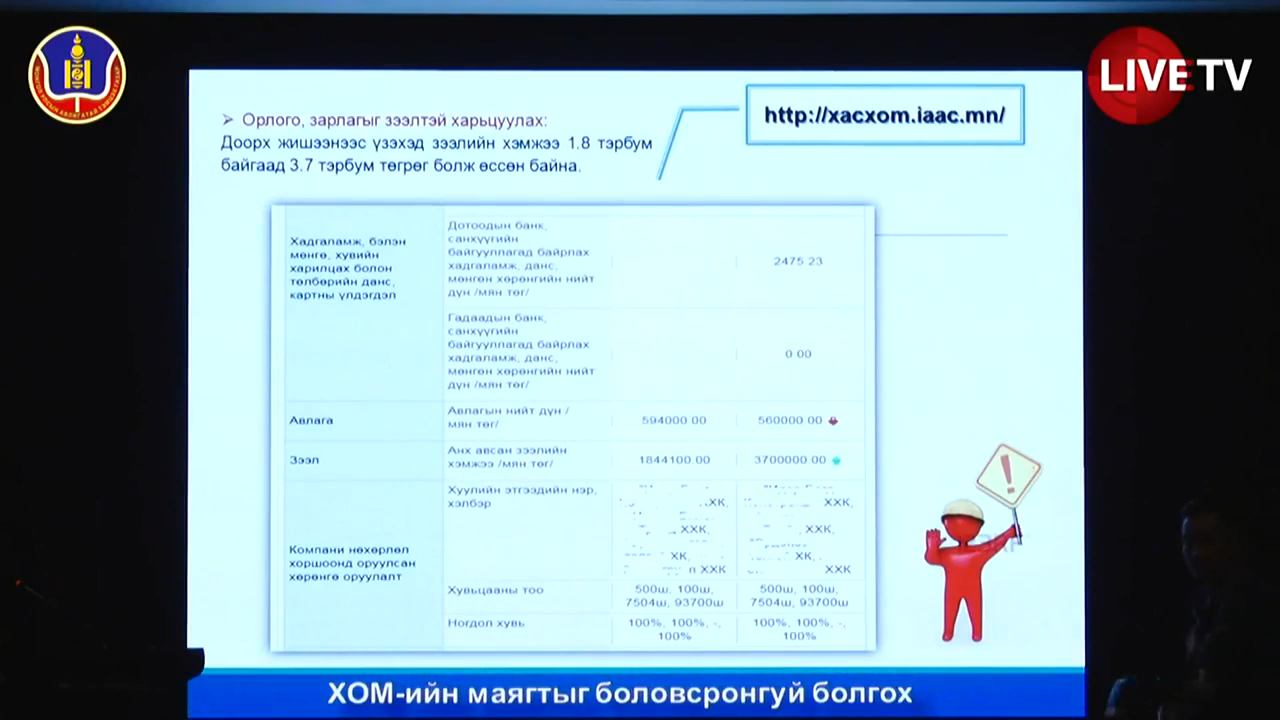 LIVE TV
http://xacxom.iaac.mn/
Орлого, зарлагыг зээлтэй харьцуулах:
Доорх жишээнээс үзэхэд зээлийн хэмжээ 1.8 тэрбум
байгаад 3.7 тэрбум төгрөг болж өссөн байна.
Хадгаламж, бэлэн
мөнгө, хувийн
харилцах болон
төлбөрийн данс,
картны үлдэгдэл
Дотоодын банк,
санхүүгийн
байгууллагад байрлах
хадгаламж, данс,
мөнгөн хөрөнгийн нийт
дүн /мян төг/
2475.23
Гадаадын банк,
санхүүгийн
байгууллагад байрлах
хадгаламж, данс,
мөнгөн хөрөнгийн нийт
дүн /мян төг/
0.00
Авлага
Авлагын нийт дүн /
мян төг/
594000.00
560000.00
Зээл
Анх авсан зээлийн
хэмжээ /мян төг/
1844100.00
3700000.00
Компани нөхөрлөл
хоршоонд оруулсан
хөрөнгө оруулалт
Хуулийн этгээдийн нэр,
хэлбэр
ХХК,
ХХК,
ХК,
ХХК
ХХК,
ХХК,
ХК,
ХХК
Хувьцааны тоо
500ш, 100ш,
7504ш, 93700ш
500ш, 100ш,
7504ш, 93700ш
Ногдол хувь
100%, 100%, -,
100%
100%, 100%, -,
100%
ХОМ-ийн маягтыг боловсронгуй болгох